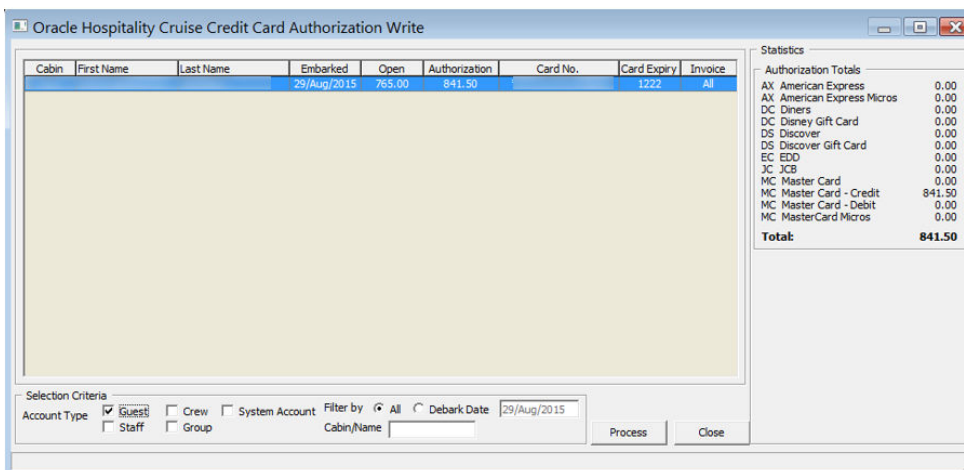 Oracle Hospitality Cruise Credit Card Authorization Write
Cabin First Name Last Name Embarked Open Authorization Card No. Card Expiry Invoice
29/Aug/2015 765.00 841.50 1222 All
Statistics
Authorization Totals
AX American Express 0.00
AX American Express Micros 0.00
DC Diners 0.00
DC Disney Gift Card 0.00
DS Discover 0.00
DS Discover Gift Card 0.00
EC EDD 0.00
JC JCB 0.00
MC Master Card 0.00
MC Master Card - Credit 841.50
MC Master Card - Debit 0.00
MC MasterCard Micros 0.00
Total: 841.50
Selection Criteria
Account Type Guest Crew System Account Filter by All Debark Date 29/Aug/2015
Staff Group Cabin/Name
Process Close